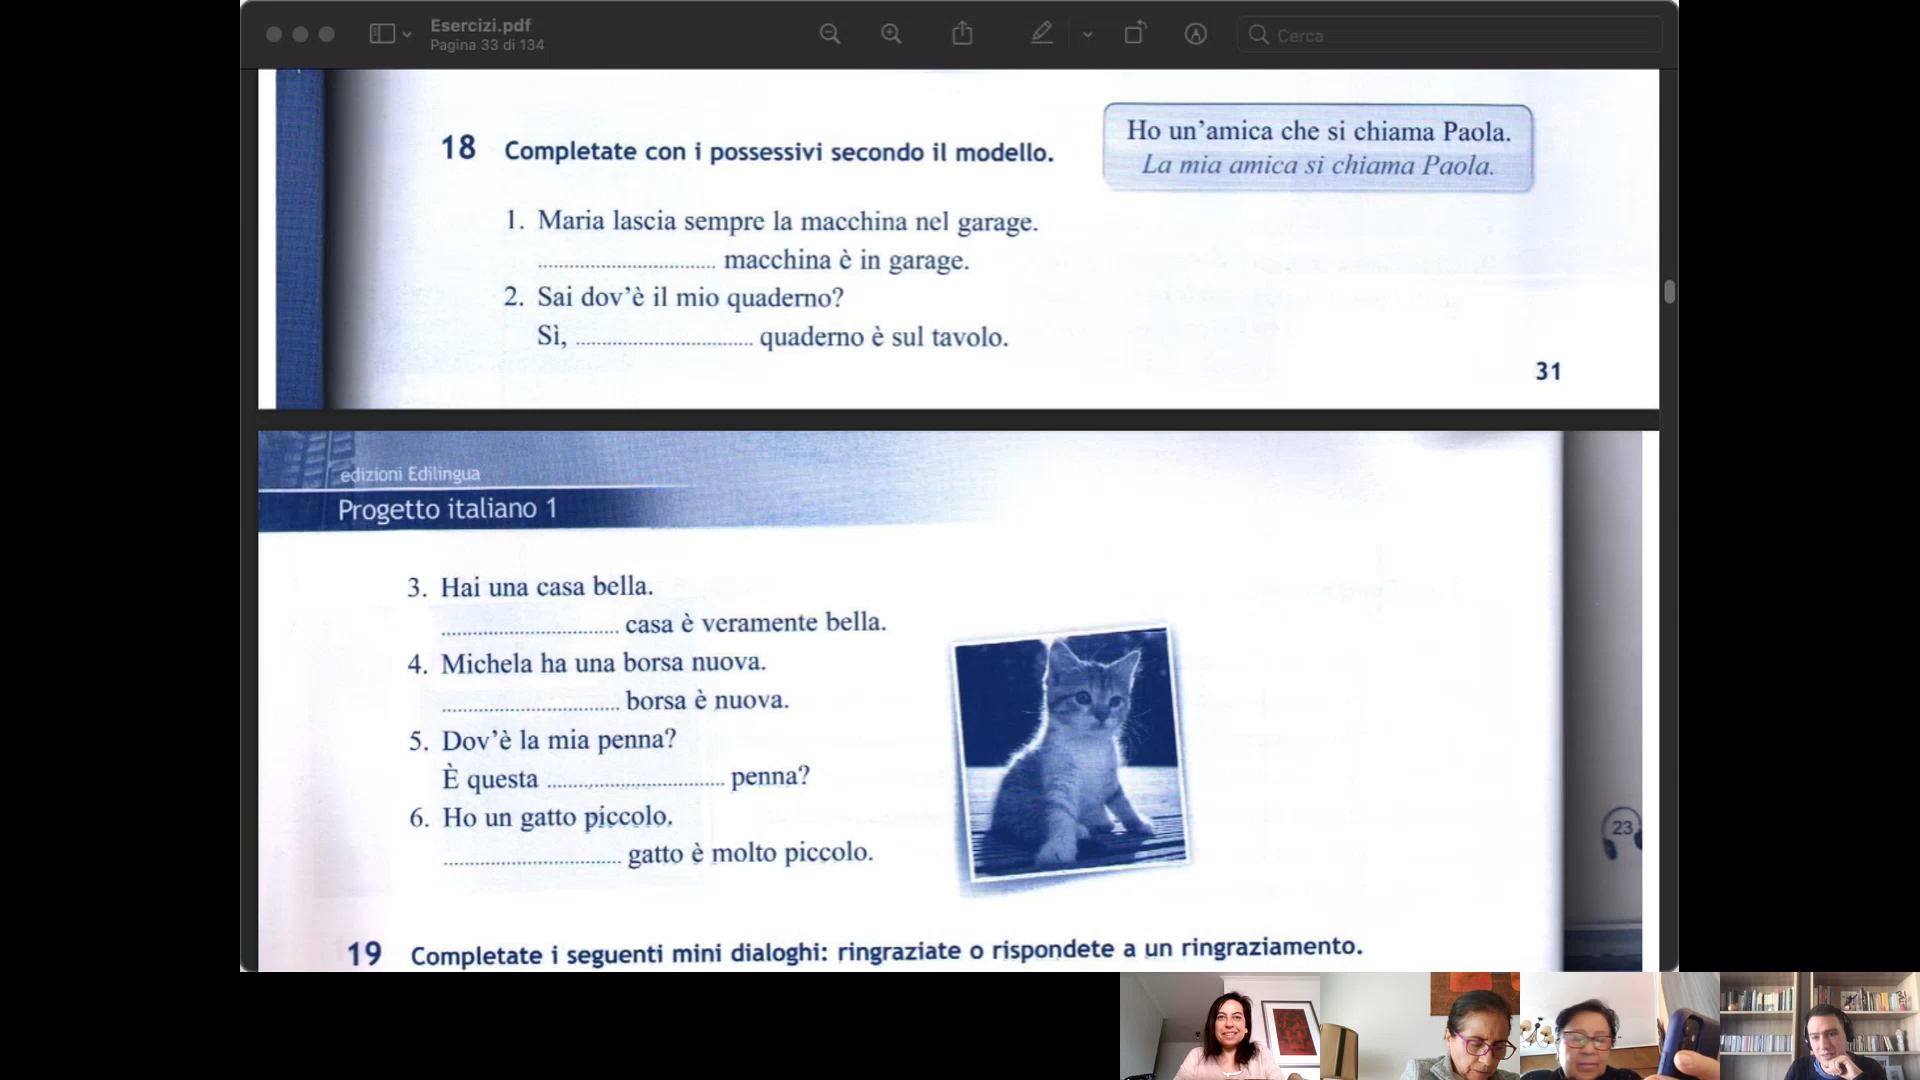 Esercizi.pdf
Pagina 33 di 134
Cerca
18 Completate con i possessivi secondo il modello.
Ho un'amica che si chiama Paola.
La mia amica si chiama Paola.
1. Maria lascia sempre la macchina nel garage.
........................ macchina è in garage.
2. Sai dov'è il mio quaderno?
Sì, ........................ quaderno è sul tavolo.
31
edizioni Edilingua
Progetto italiano 1
3. Hai una casa bella.
........................ casa è veramente bella.
4. Michela ha una borsa nuova.
........................ borsa è nuova.
5. Dov'è la mia penna?
È questa ........................ penna?
6. Ho un gatto piccolo.
........................ gatto è molto piccolo.
23
19 Completate i seguenti mini dialoghi: ringraziate o rispondete a un ringraziamento.